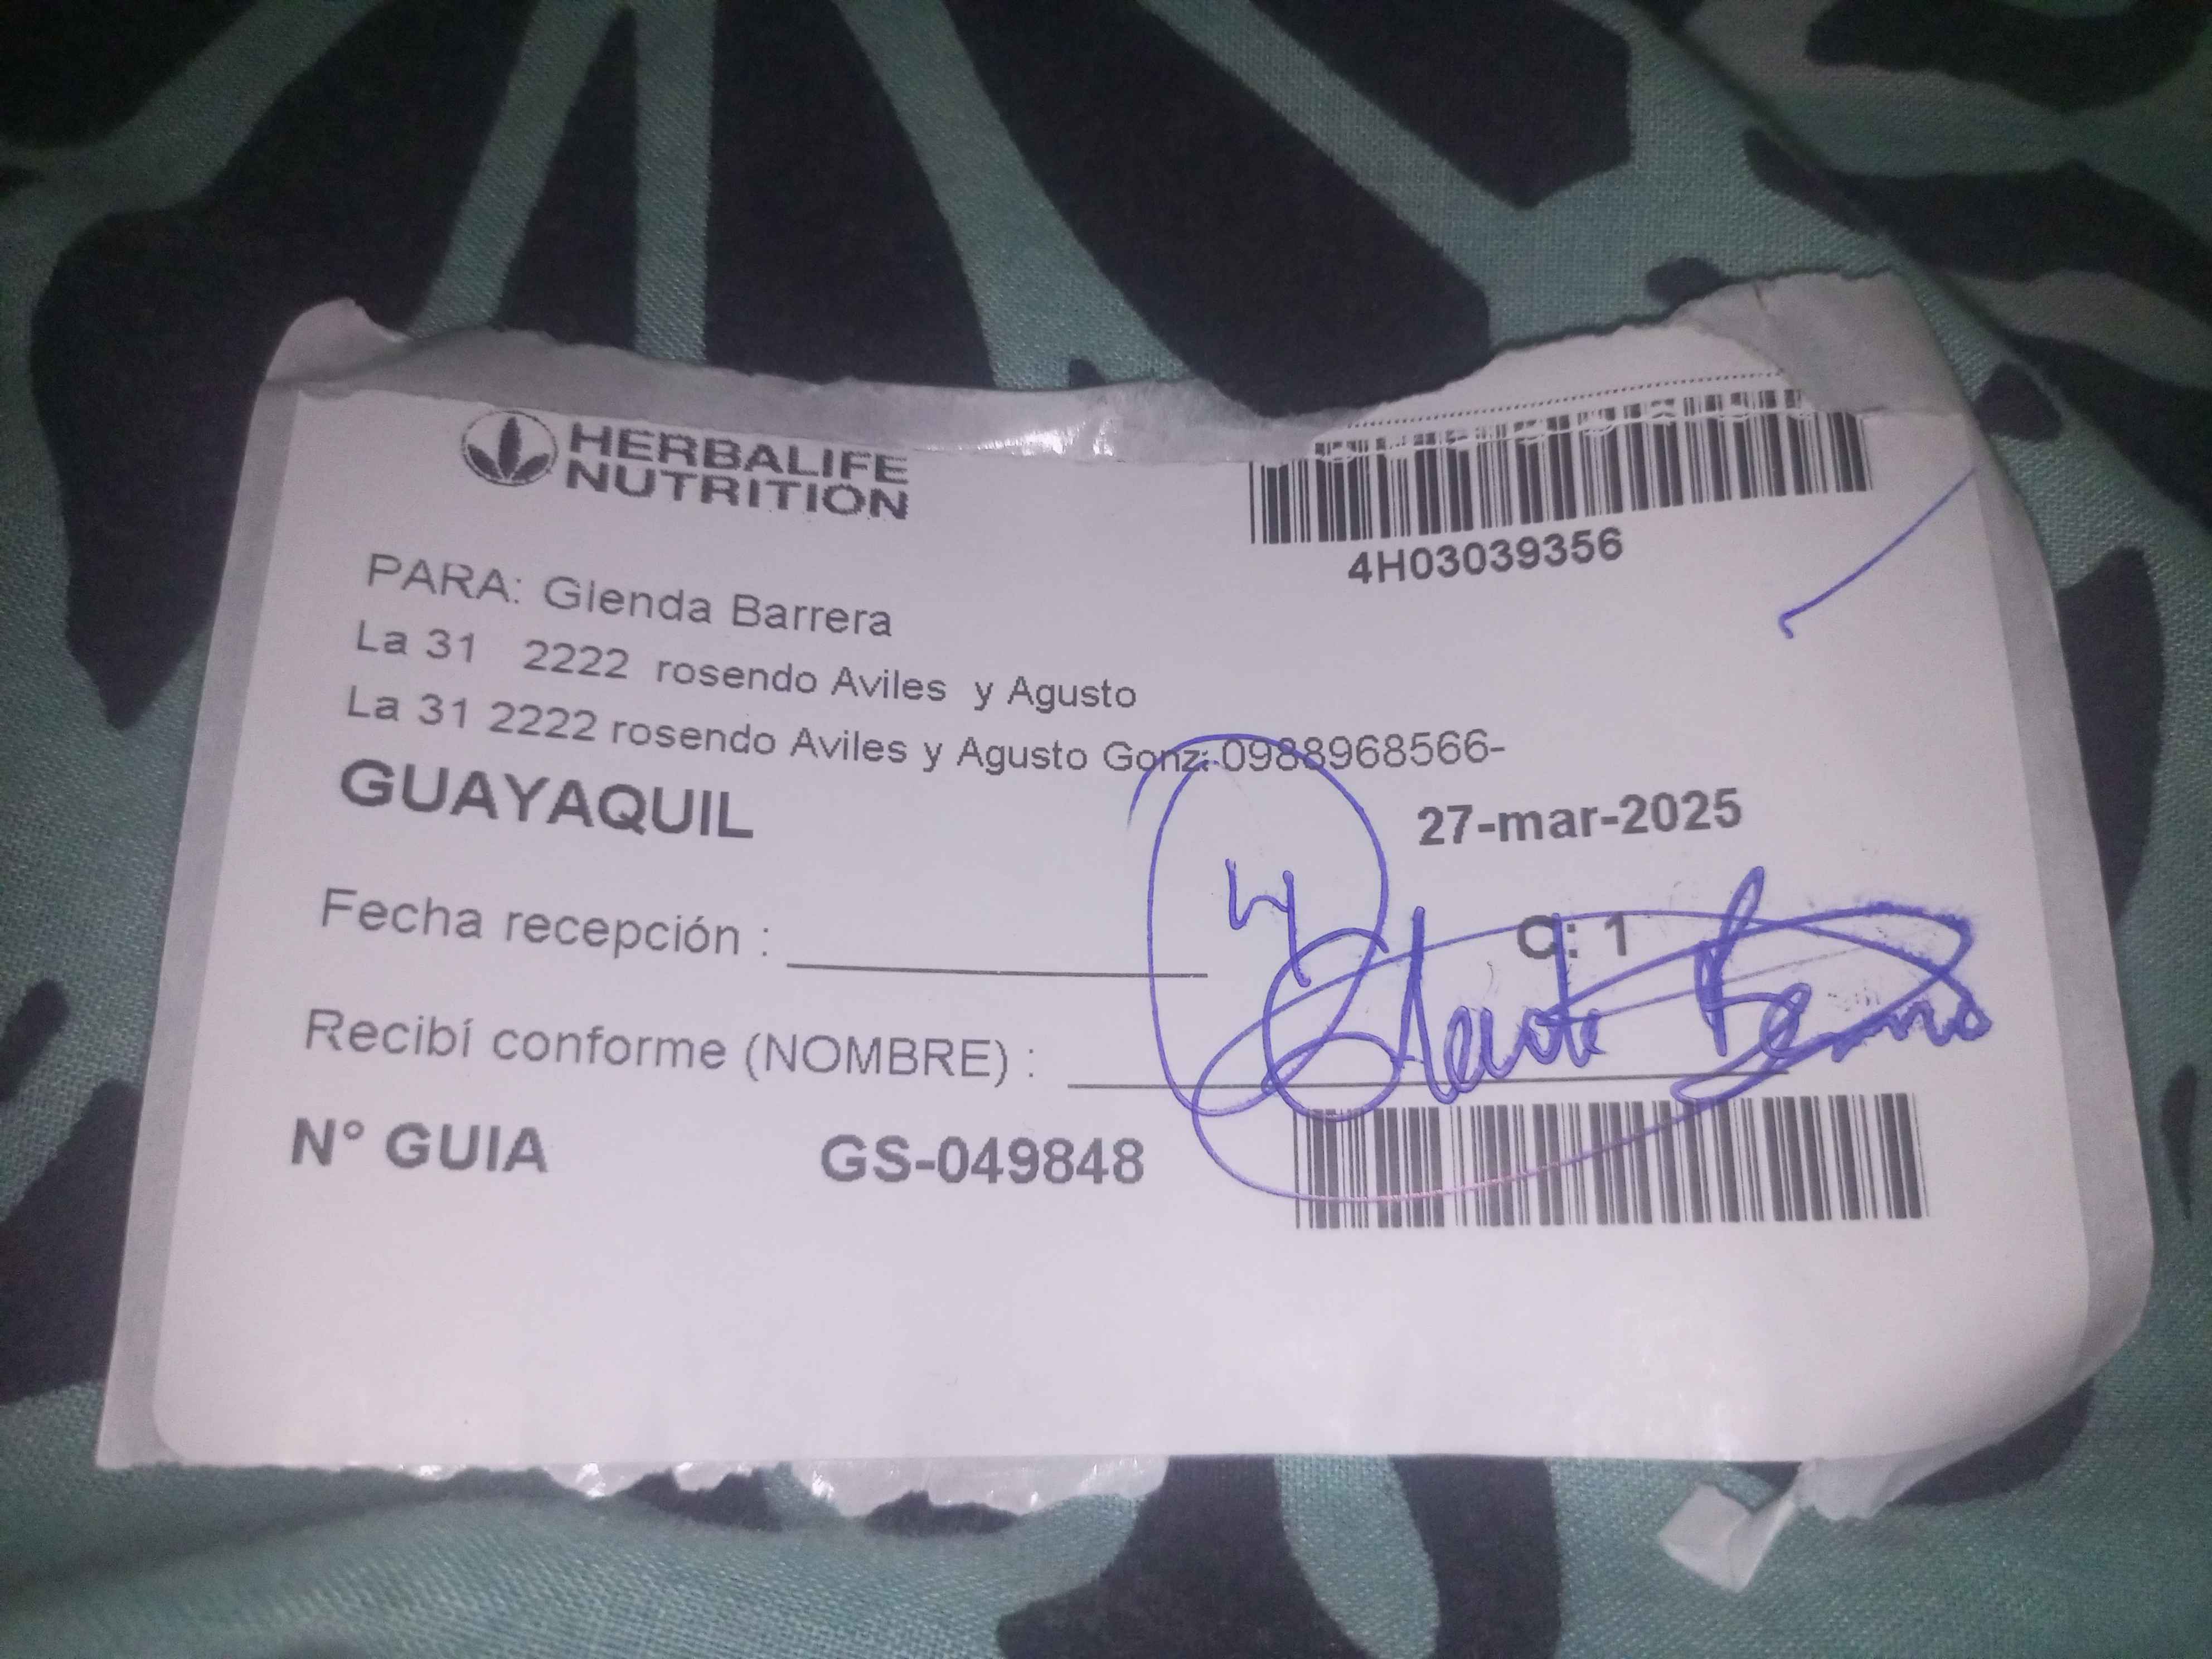 HERBALIFE
NUTRITION
4H03039356
PARA: Glenda Barrera
La 31 2222 rosendo Aviles y Agusto
La 31 2222 rosendo Aviles y Agusto Gonz: 0988968566-
GUAYAQUIL
27-mar-2025
Fecha recepción :
C: 1
Recibí conforme (NOMBRE) :
N° GUIA GS-049848